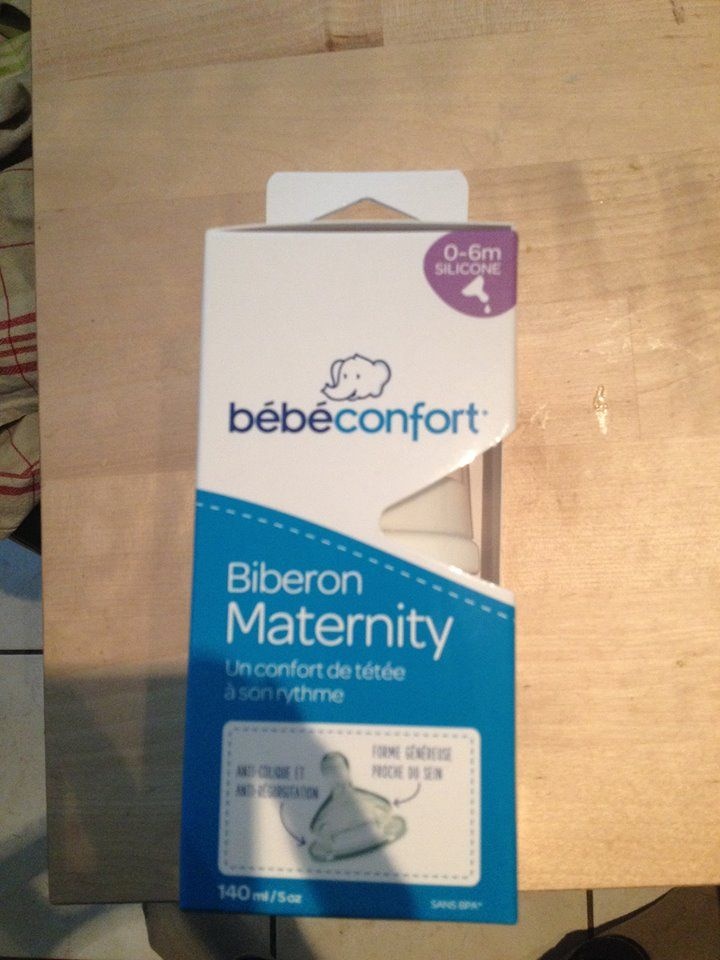 0-6m
SILICONE
bébéconfort
Biberon
Maternity
Un confort de tétée
à son rythme
FORME GÉNÉREUSE
PROCHE DU SEIN
ANTI-COLIQUE ET
ANTI-RÉGURGITATION
140 ml / 5 oz
SANS BPA*